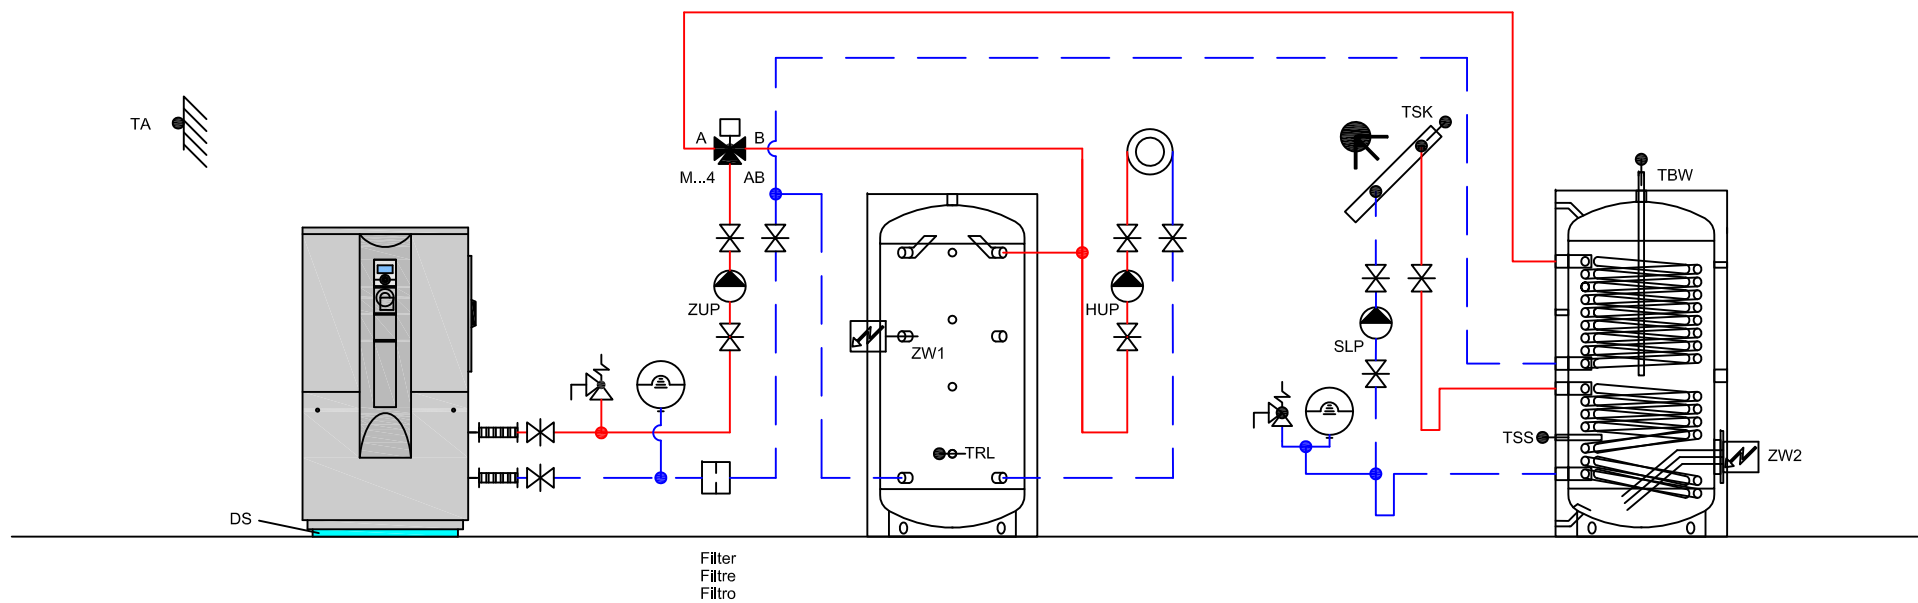 TSK
TA
A
B
M...4
AB
TBW
ZUP
HUP
SLP
ZW1
TSS
TRL
ZW2
DS
Filter
Filtre
Filtro